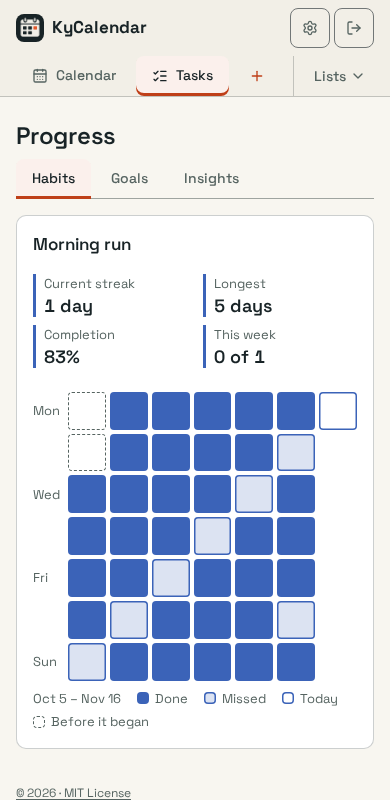 KyCalendar
Calendar Tasks + Lists
Progress
Habits Goals Insights
Morning run
Current streak Longest
1 day 5 days
Completion This week
83% 0 of 1
Mon
Wed
Fri
Sun
Oct 5 – Nov 16 Done Missed Today
Before it began
© 2026 · MIT License